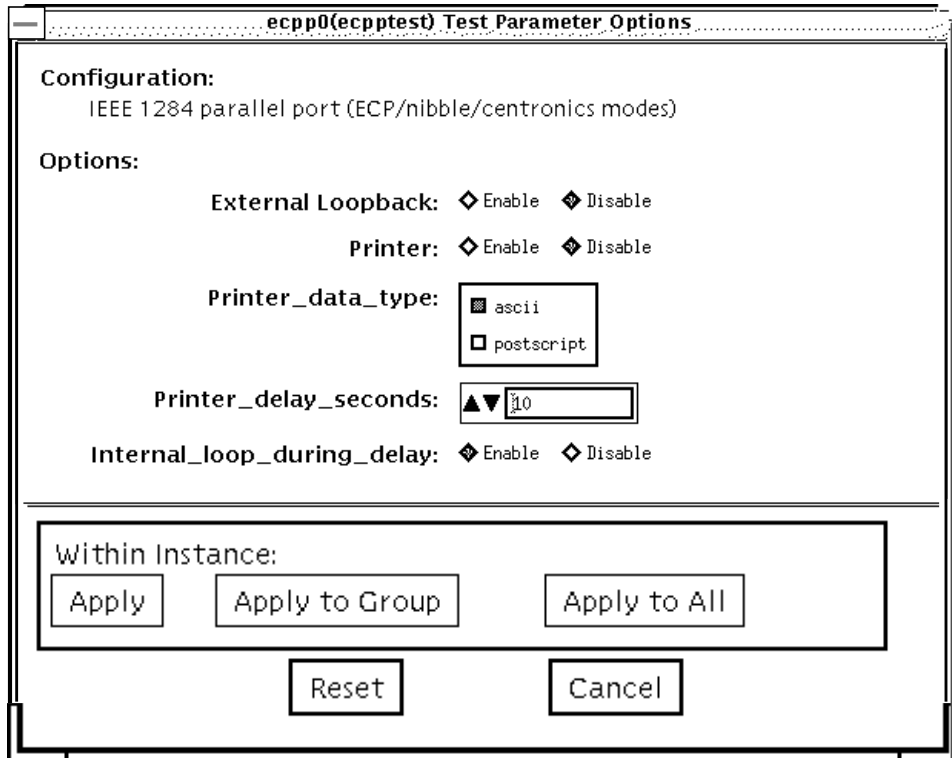 ecpp0(ecpptest) Test Parameter Options
Configuration:
IEEE 1284 parallel port (ECP/nibble/centronics modes)
Options:
External Loopback: Enable Disable
Printer: Enable Disable
Printer_data_type: ascii
postscript
Printer_delay_seconds: 10
Internal_loop_during_delay: Enable Disable
Within Instance:
Apply Apply to Group Apply to All
Reset Cancel